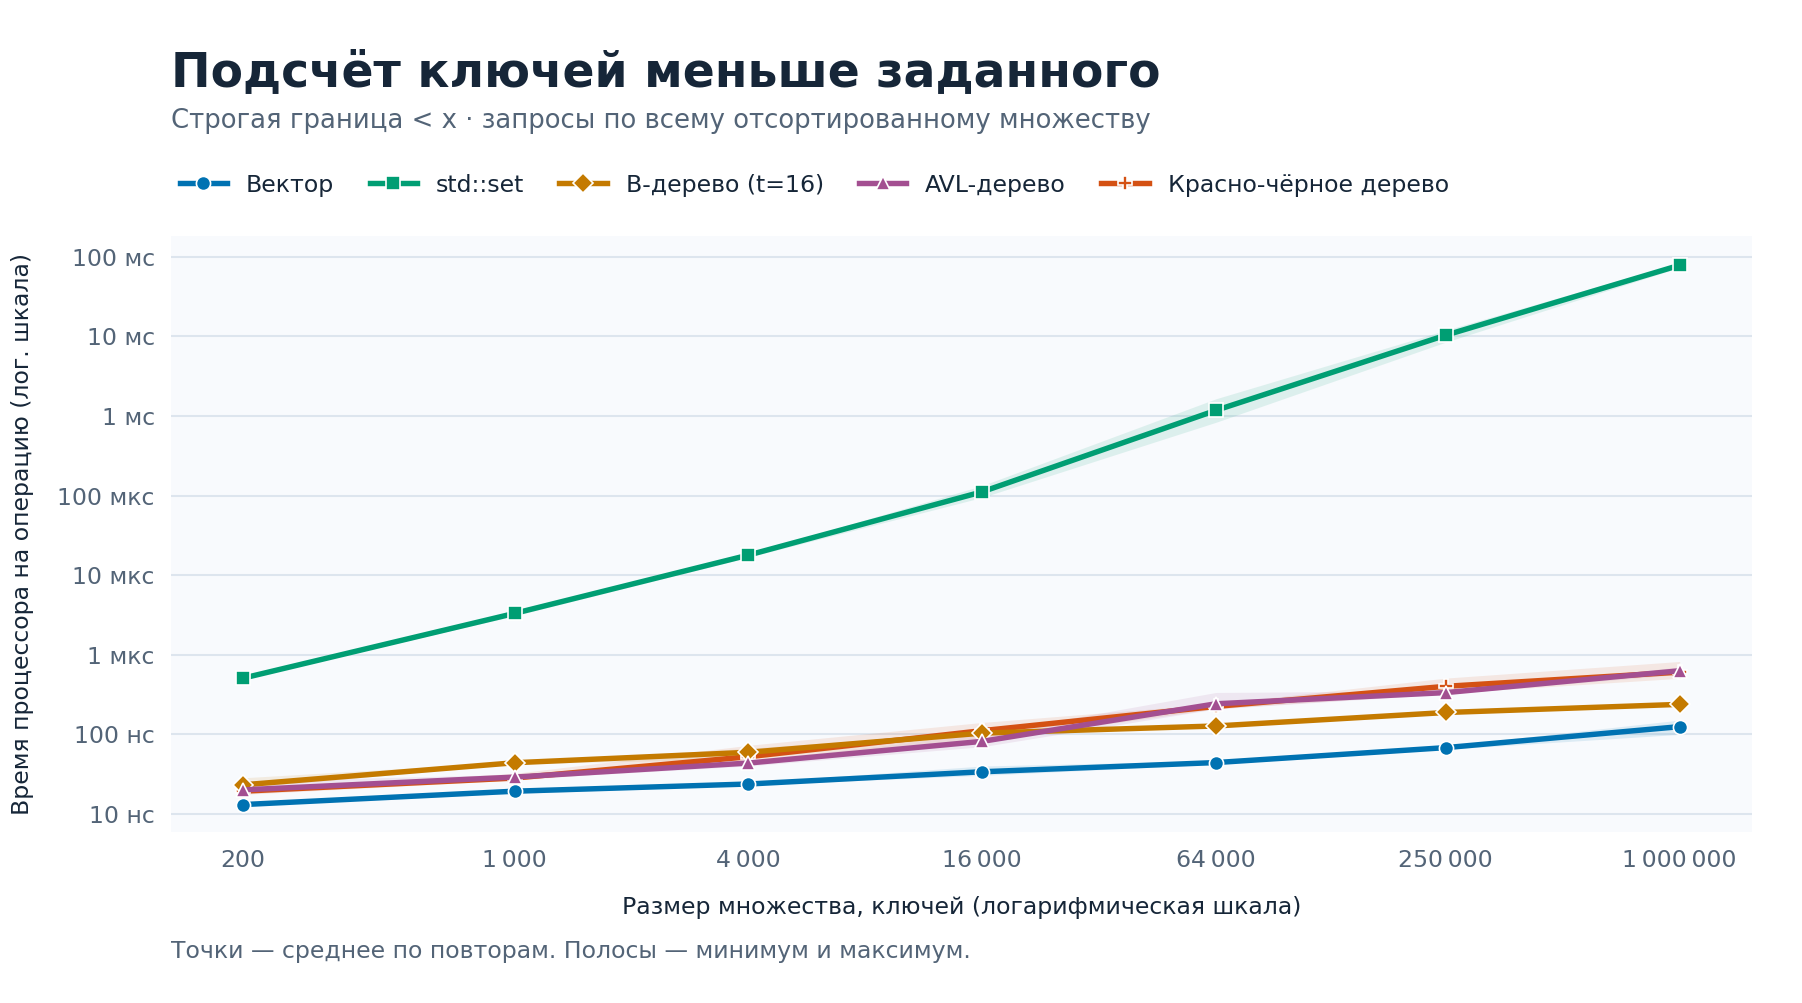 Подсчёт ключей меньше заданного
Строгая граница < x · запросы по всему отсортированному множеству
Вектор std::set B-дерево (t=16) AVL-дерево Красно-чёрное дерево
Время процессора на операцию (лог. шкала)
100 мс
10 мс
1 мс
100 мкс
10 мкс
1 мкс
100 нс
10 нс
200 1 000 4 000 16 000 64 000 250 000 1 000 000
Размер множества, ключей (логарифмическая шкала)
Точки — среднее по повторам. Полосы — минимум и максимум.